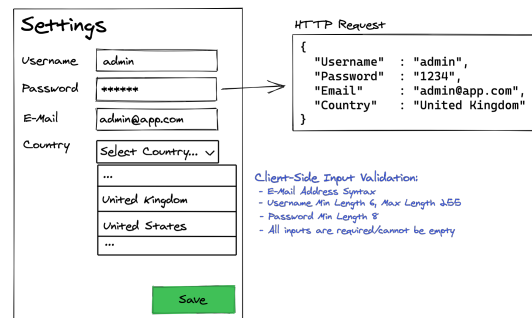 Settings
Username
admin
Password
******
E-Mail
admin@app.com
Country
Select Country...
...
United Kingdom
United States
...
Save
HTTP Request
{
"Username" : "admin",
"Password" : "1234",
"Email" : "admin@app.com",
"Country" : "United Kingdom"
}
Client-Side Input Validation:
- E-Mail Address Syntax
- Username Min Length 6, Max Length 255
- Password Min Length 8
- All inputs are required/cannot be empty